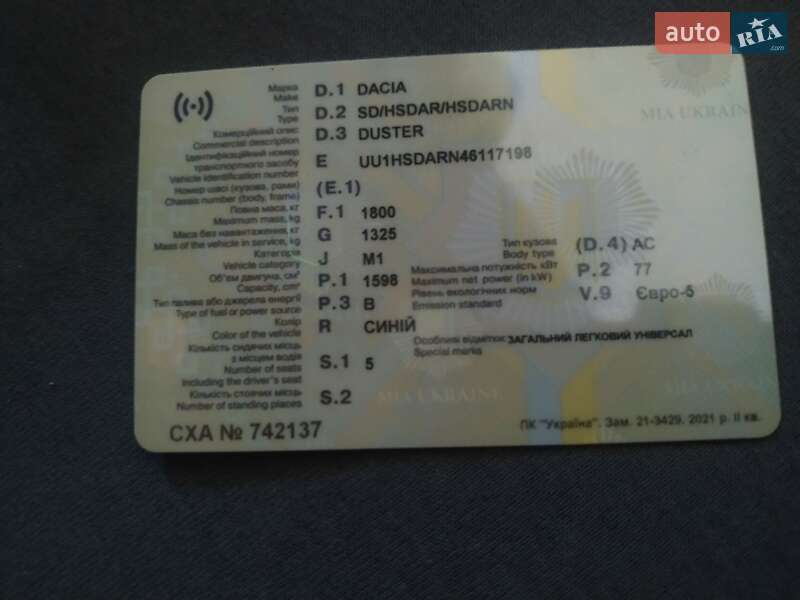 auto RIA.com
MIA UKRAINE
Марка D.1 DACIA
Make
Тип D.2 SD/HSDAR/HSDARN
Type
Комерційний опис D.3 DUSTER
Commercial description
Ідентифікаційний номер
транспортного засобу E UU1HSDARN46117198
Vehicle identification number
Номер шасі (кузова, рами) (E.1)
Chassis number (body, frame)
Повна маса, кг F.1 1800
Maximum mass, kg
Маса без навантаження, кг G 1325
Mass of the vehicle in service, kg
Категорія J M1
Vehicle category
Тип кузова (D.4) AC
Body type
Об'єм двигуна, см³ P.1 1598
Capacity, cm³
Максимальна потужність кВт P.2 77
Maximum net power (in kW)
Тип палива або джерела енергії P.3 B
Type of fuel or power source
Рівень екологічних норм V.9 Євро-5
Emission standard
Колір R СИНІЙ
Color of the vehicle
Особливі відмітки: ЗАГАЛЬНИЙ ЛЕГКОВИЙ УНІВЕРСАЛ
Special marks
Кількість сидячих місць
з місцем водія S.1 5
Number of seats
Including the driver's seat
Кількість стоячих місць S.2
Number of standing places
MIA UKRAINE
MIA UKRAINE
СХА № 742137
ПК "Україна". Зам. 21-3429. 2021 р. II кв.